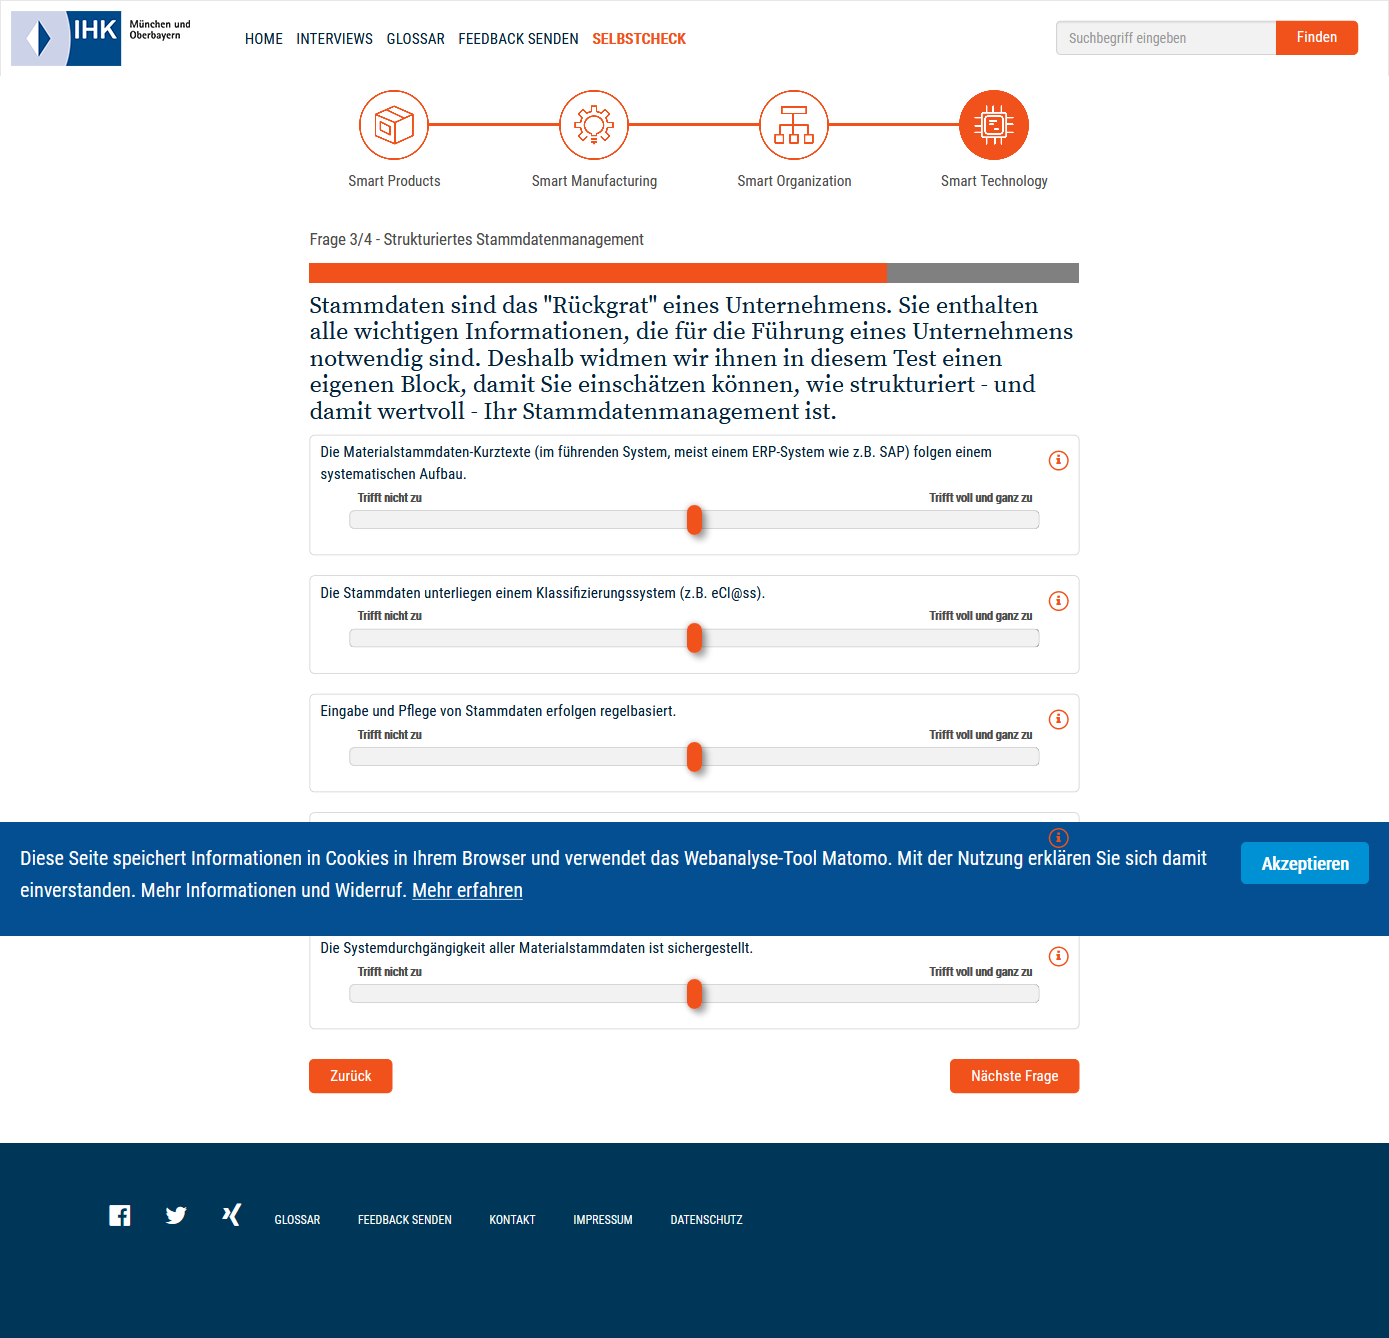 IHK München und Oberbayern
HOME INTERVIEWS GLOSSAR FEEDBACK SENDEN SELBSTCHECK
Suchbegriff eingeben
Finden
Smart Products
Smart Manufacturing
Smart Organization
Smart Technology
Frage 3/4 - Strukturiertes Stammdatenmanagement
Stammdaten sind das "Rückgrat" eines Unternehmens. Sie enthalten
alle wichtigen Informationen, die für die Führung eines Unternehmens
notwendig sind. Deshalb widmen wir ihnen in diesem Test einen
eigenen Block, damit Sie einschätzen können, wie strukturiert - und
damit wertvoll - Ihr Stammdatenmanagement ist.
Die Materialstammdaten-Kurztexte (im führenden System, meist einem ERP-System wie z.B. SAP) folgen einem
systematischen Aufbau.
Trifft nicht zu
Trifft voll und ganz zu
Die Stammdaten unterliegen einem Klassifizierungssystem (z.B. eCl@ss).
Trifft nicht zu
Trifft voll und ganz zu
Eingabe und Pflege von Stammdaten erfolgen regelbasiert.
Trifft nicht zu
Trifft voll und ganz zu
Diese Seite speichert Informationen in Cookies in Ihrem Browser und verwendet das Webanalyse-Tool Matomo. Mit der Nutzung erklären Sie sich damit
einverstanden. Mehr Informationen und Widerruf. Mehr erfahren
Akzeptieren
Die Systemdurchgängigkeit aller Materialstammdaten ist sichergestellt.
Trifft nicht zu
Trifft voll und ganz zu
Zurück
Nächste Frage
GLOSSAR
FEEDBACK SENDEN
KONTAKT
IMPRESSUM
DATENSCHUTZ